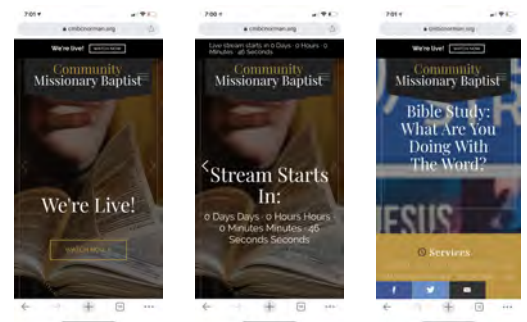 7:01
cmbcnorman.org
We're live! WATCH NOW
Community
Missionary Baptist
We're Live!
WATCH NOW
7:00
cmbcnorman.org
Live stream starts in 0 Days · 0 Hours · 0
Minutes · 46 Seconds
Community
Missionary Baptist
Stream Starts
In:
0 Days Days · 0 Hours Hours
· 0 Minutes Minutes · 46
Seconds Seconds
7:01
cmbcnorman.org
We're live! WATCH NOW
Community
Missionary Baptist
Bible Study:
What Are You
Doing With
The Word?
JESUS
Services